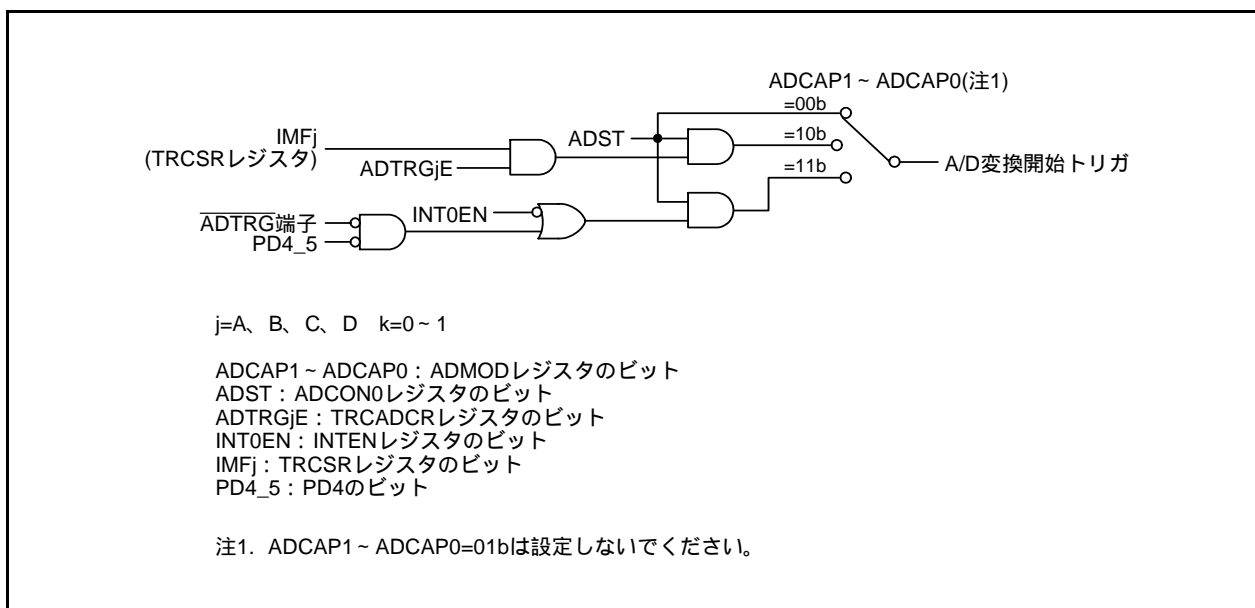 ADCAP1 ~ ADCAP0(注1)
=00b
IMFj
(TRCSRレジスタ)
ADTRGjE
ADST
=10b
A/D変換開始トリガ
=11b
ADTRG端子
PD4_5
INT0EN
j=A、B、C、D k=0 ~ 1
ADCAP1 ~ ADCAP0:ADMODレジスタのビット
ADST:ADCON0レジスタのビット
ADTRGjE:TRCADCRレジスタのビット
INT0EN:INTENレジスタのビット
IMFj:TRCSRレジスタのビット
PD4_5:PD4のビット
注1. ADCAP1 ~ ADCAP0=01bは設定しないでください。